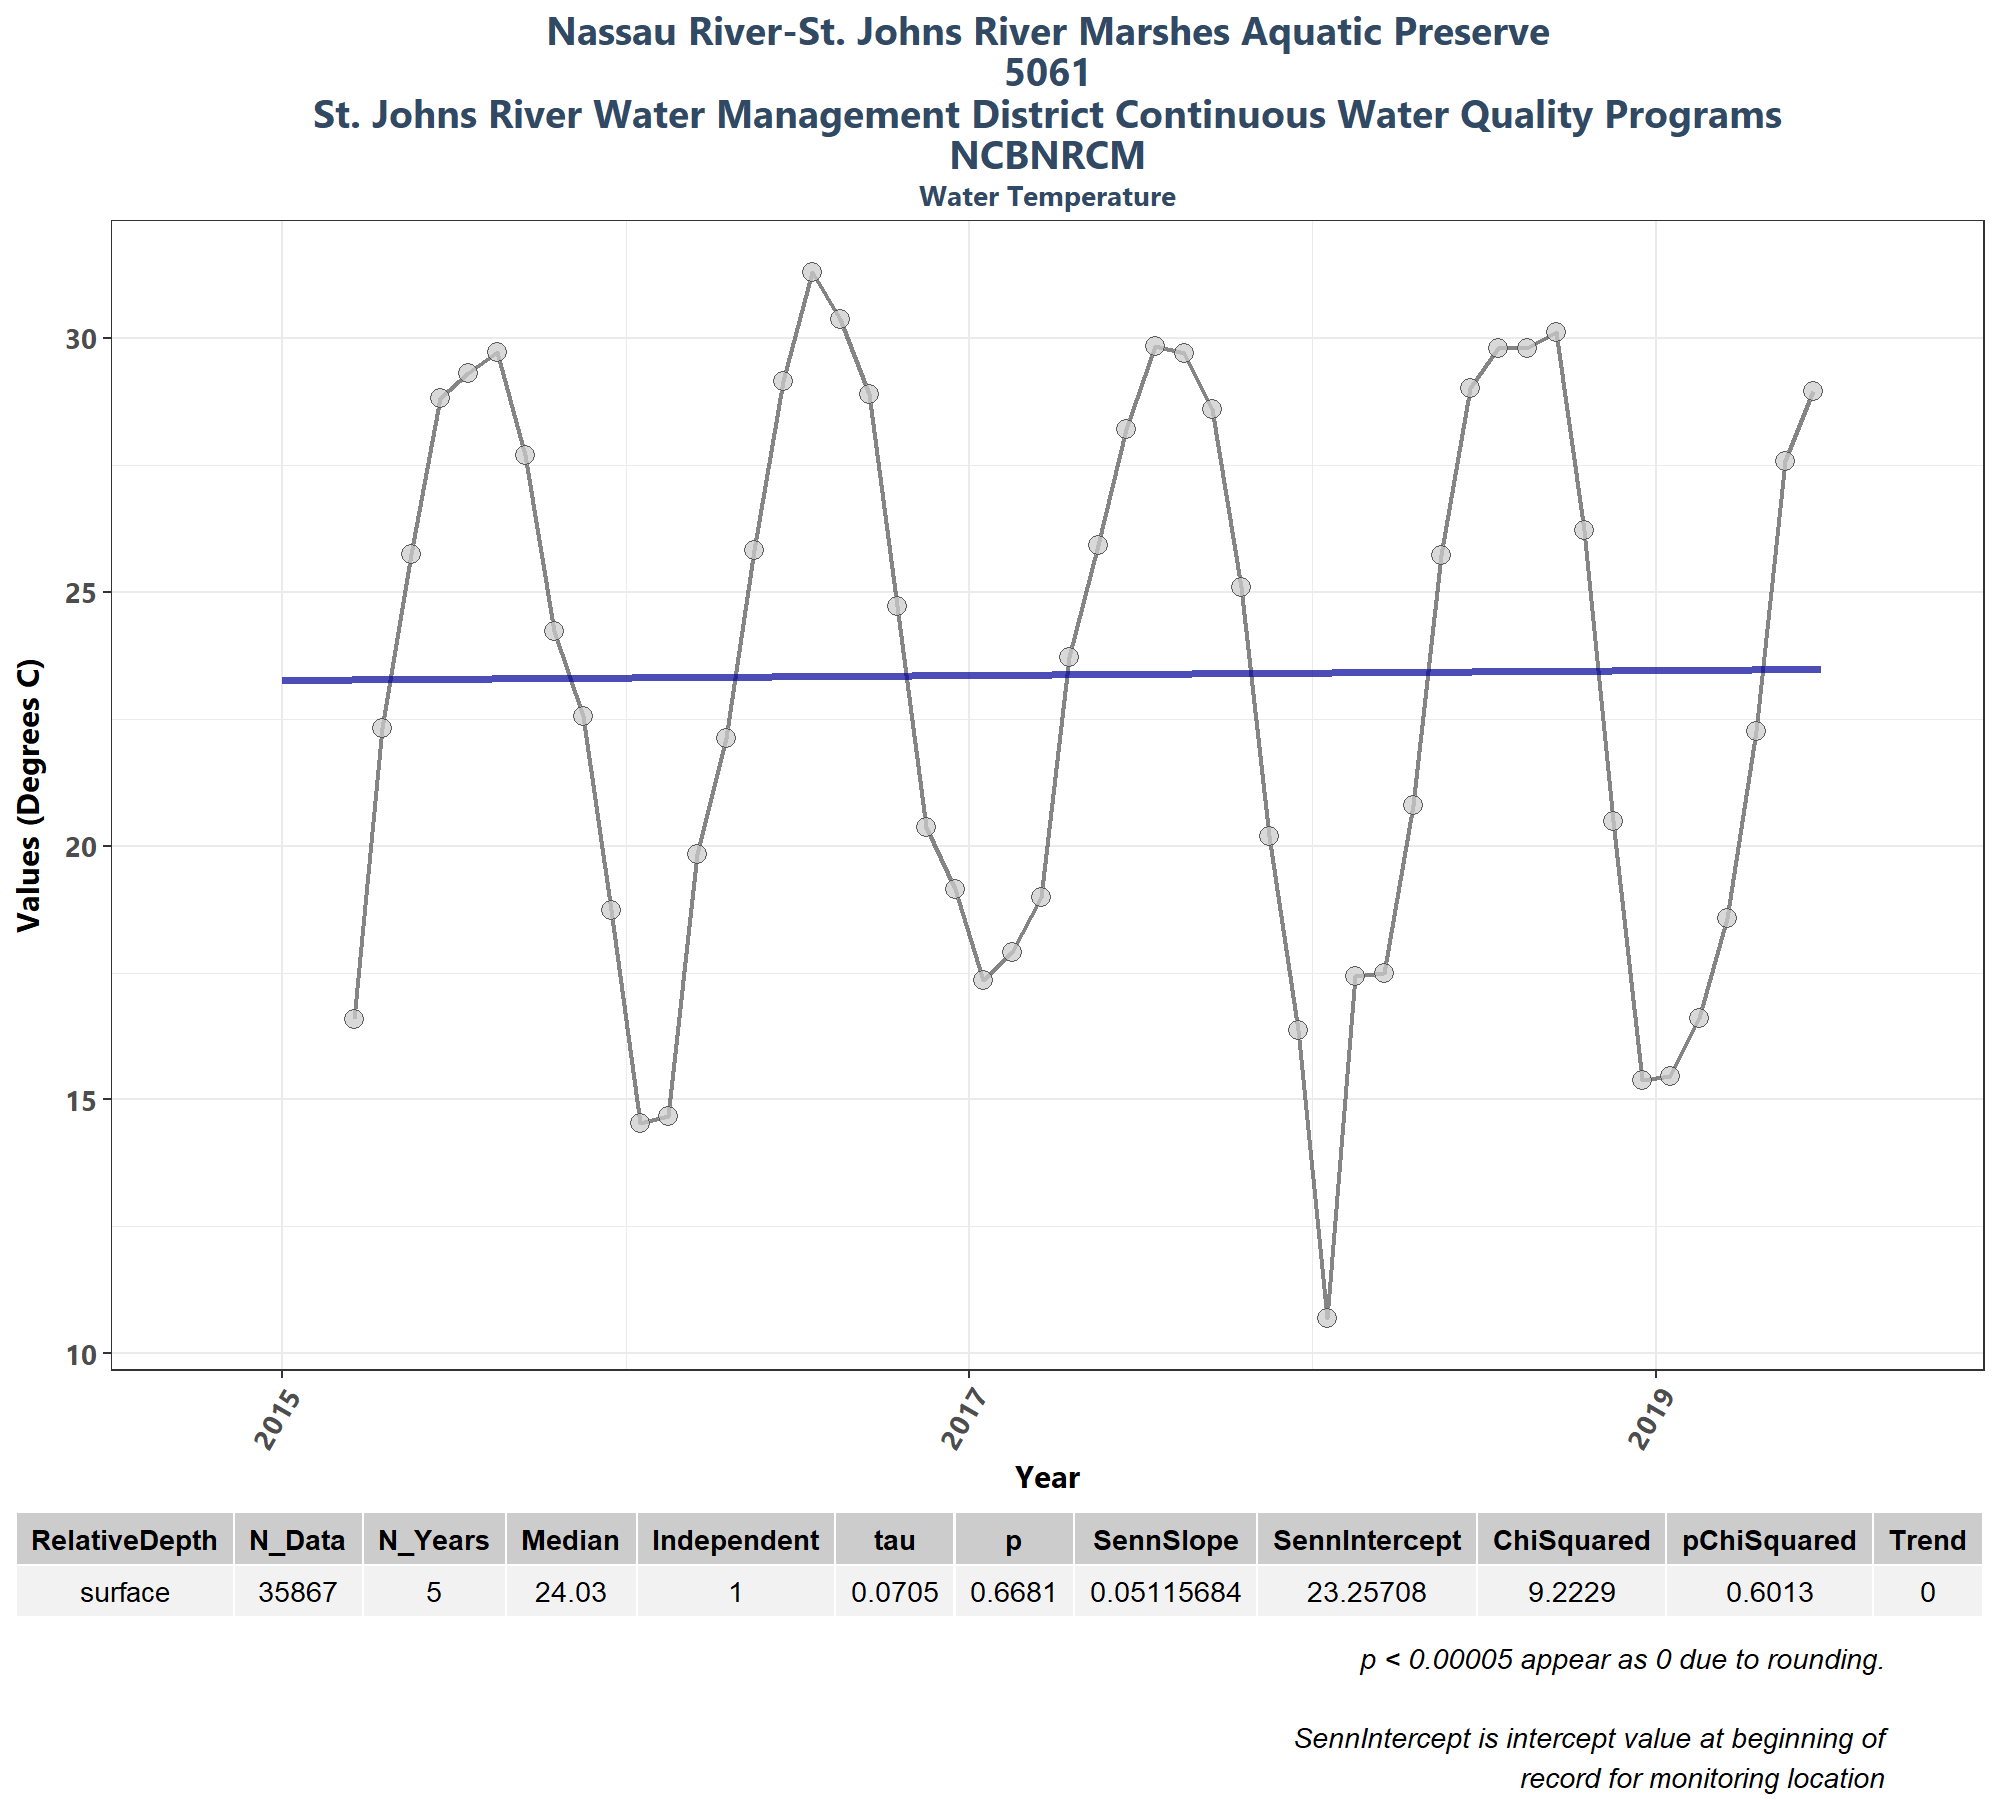 Nassau River-St. Johns River Marshes Aquatic Preserve
5061
St. Johns River Water Management District Continuous Water Quality Programs
NCBNRCM
Water Temperature
30
25
20
15
10
Values (Degrees C)
2015 2017 2019
Year
RelativeDepth N_Data N_Years Median Independent tau p SennSlope SennIntercept ChiSquared pChiSquared Trend
surface 35867 5 24.03 1 0.0705 0.6681 0.05115684 23.25708 9.2229 0.6013 0
p < 0.00005 appear as 0 due to rounding.
SennIntercept is intercept value at beginning of
record for monitoring location